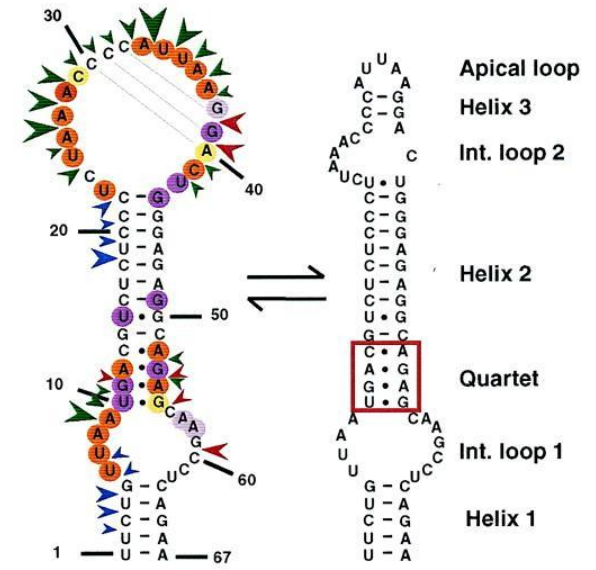 30
C C C C A U U A A A G
A G
A A
A C
U U
C
U
40
C – G
20
C – G
C – G
U – A
C – G
U – A
C – G
U • G
50
G – C
C • A
A • G
G • A
10
U • G
A C
A A
U A
U G
C
C
60
U
G – C
U – A
C – G
U – A
1
U – A
67
U U
A A
A A
C – G
C – G
C A
Apical loop
Helix 3
Int. loop 2
A A C C
A A U C U
C
U • U
C – G
C – G
C – G
U – A
C – G
U – A
C – G
U • G
G – C
Helix 2
C • A
A • G
G • A
U • G
Quartet
A C A
A A
U G
U C
C
U
Int. loop 1
G – C
U – A
C – G
U – A
U – A
Helix 1